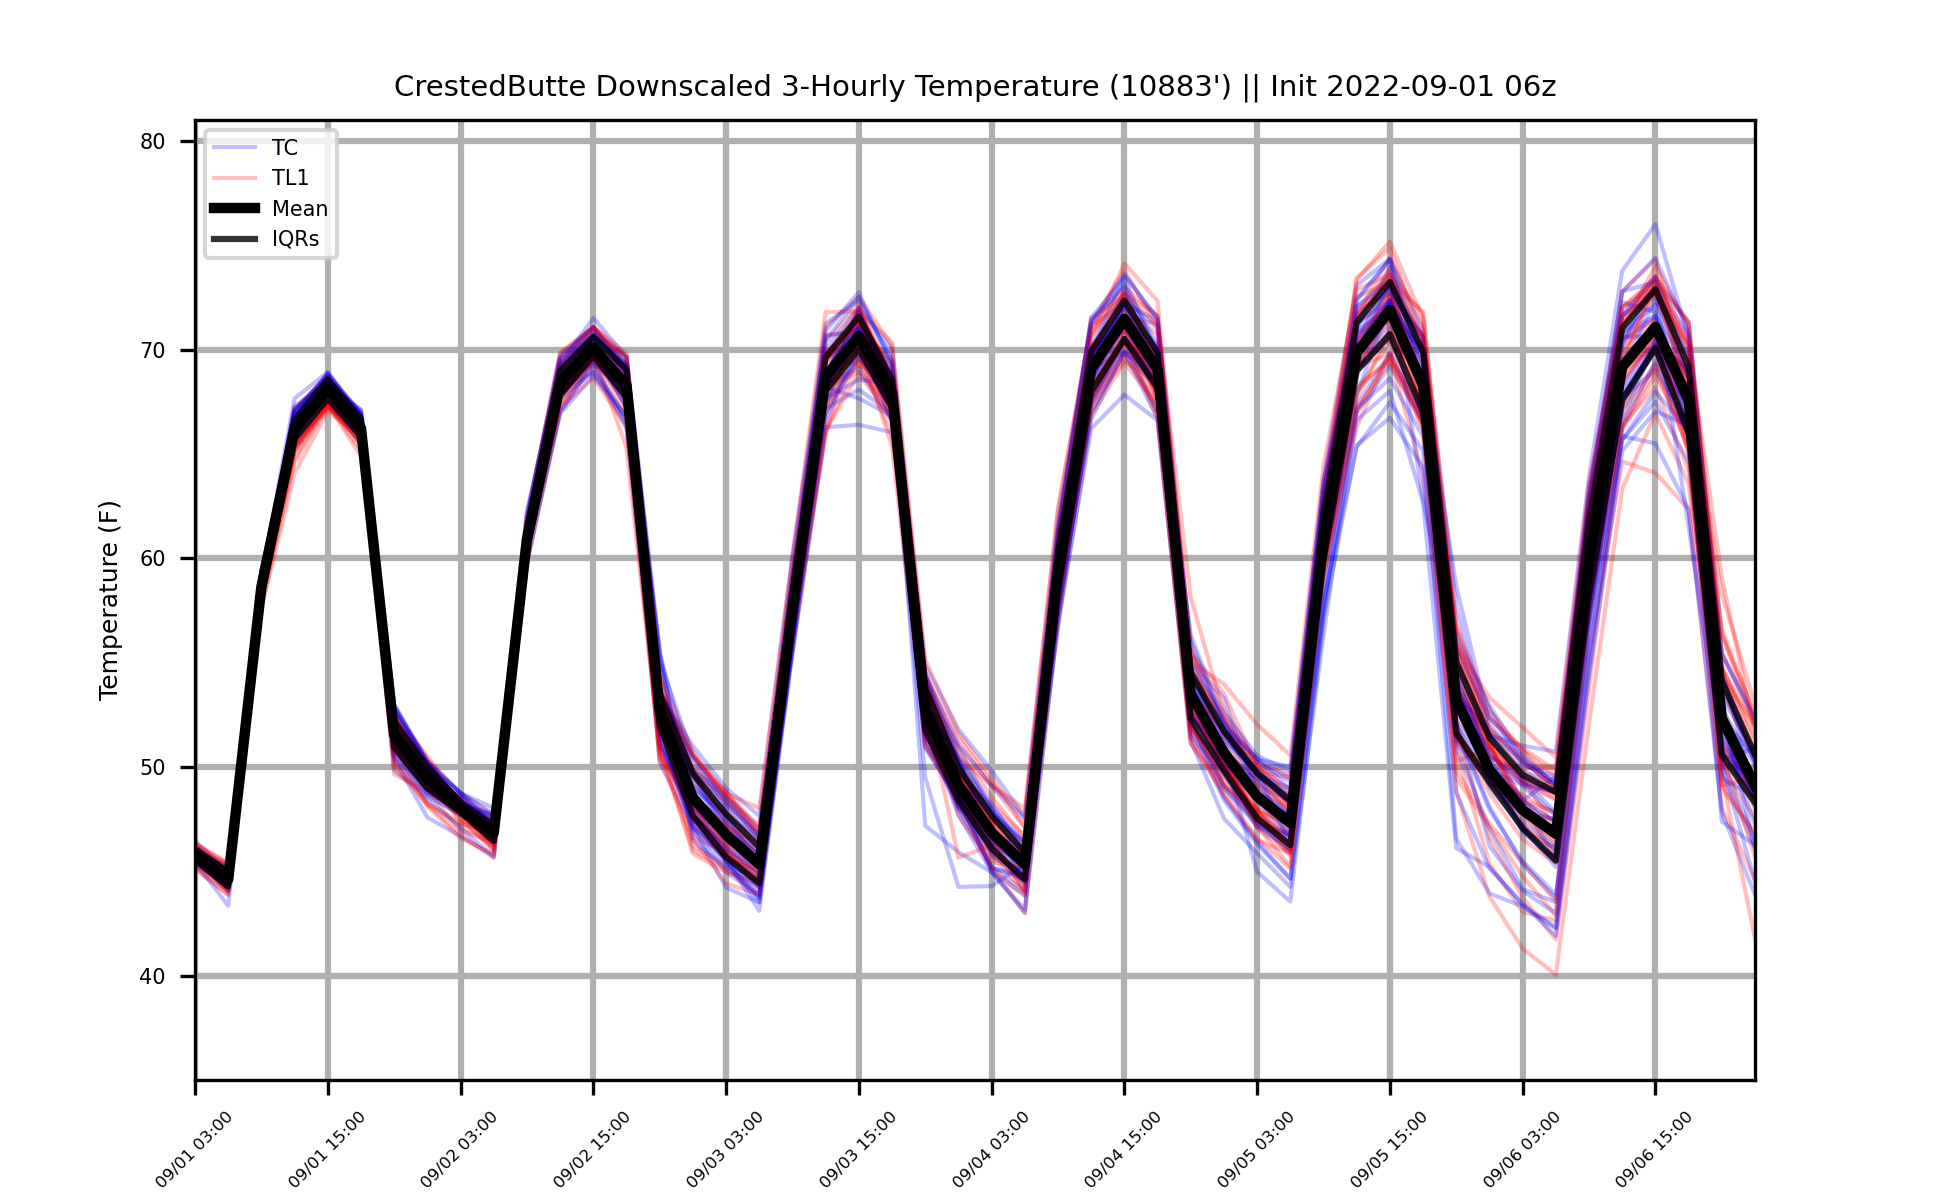 CrestedButte Downscaled 3-Hourly Temperature (10883') || Init 2022-09-01 06z
TC
TL1
Mean
IQRs
Temperature (F)
80
70
60
50
40
09/01 03:00
09/01 15:00
09/02 03:00
09/02 15:00
09/03 03:00
09/03 15:00
09/04 03:00
09/04 15:00
09/05 03:00
09/05 15:00
09/06 03:00
09/06 15:00